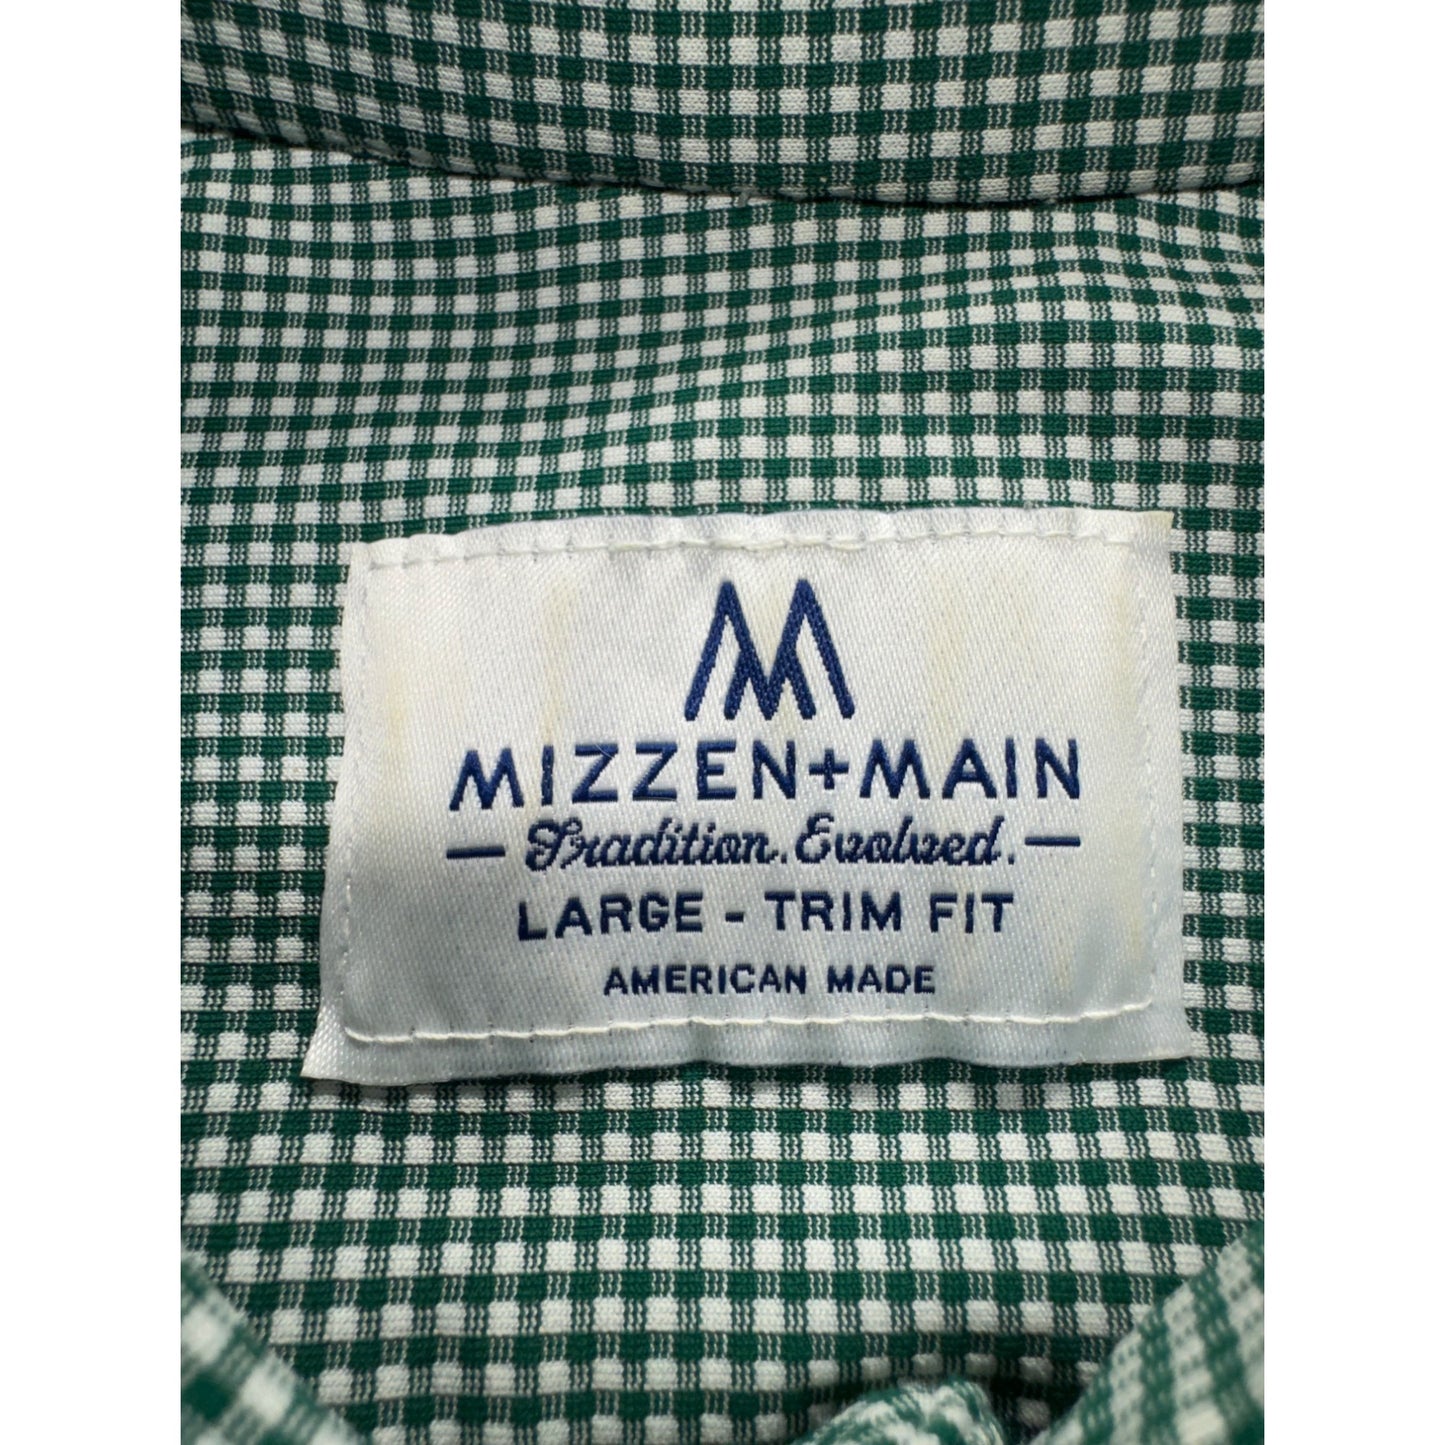 MIZZEN+MAIN
Tradition. Evolved.
LARGE - TRIM FIT
AMERICAN MADE